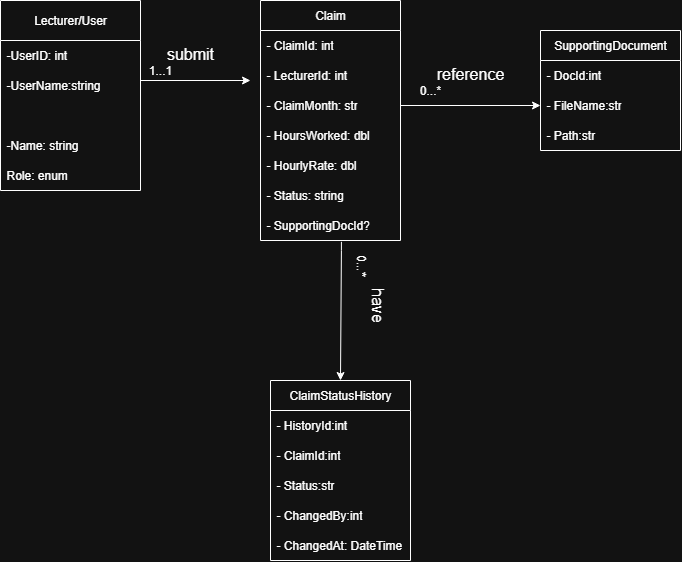 Lecturer/User
-UserID: int
-UserName:string
-Name: string
Role: enum
submit
1...1
Claim
- ClaimId: int
- LecturerId: int
- ClaimMonth: str
- HoursWorked: dbl
- HourlyRate: dbl
- Status: string
- SupportingDocId?
reference
0...*
SupportingDocument
- DocId:int
- FileName:str
- Path:str
0...*
have
ClaimStatusHistory
- HistoryId:int
- ClaimId:int
- Status:str
- ChangedBy:int
- ChangedAt: DateTime